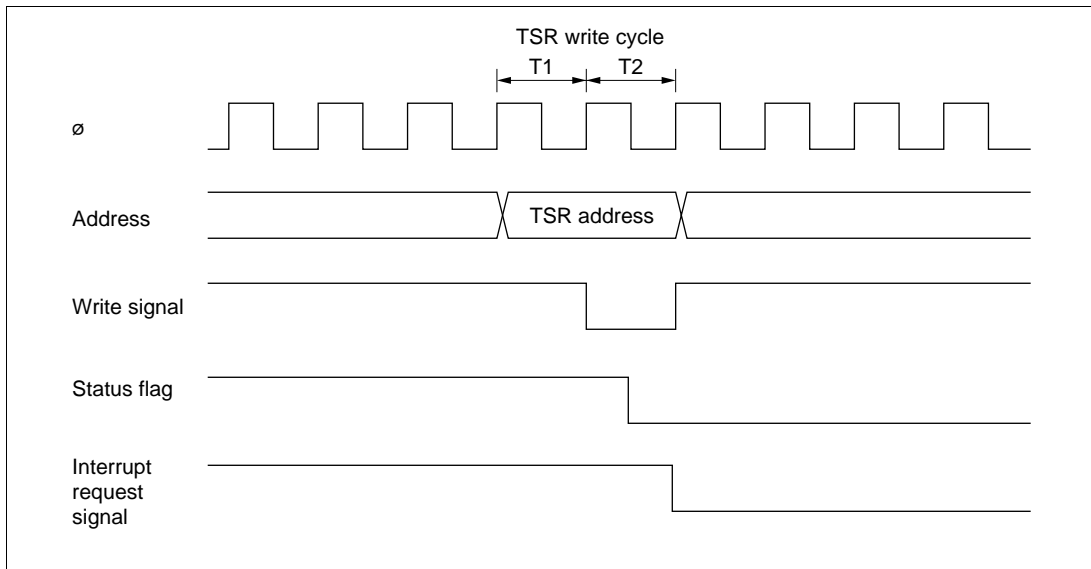 TSR write cycle
T1 T2
ø
Address
TSR address
Write signal
Status flag
Interrupt
request
signal